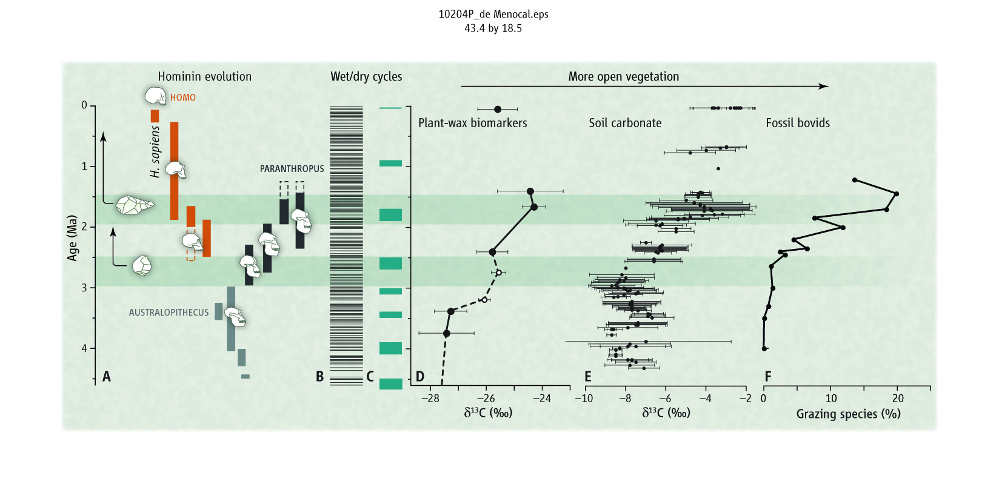 10204P_de Menocal.eps
43.4 by 18.5
Hominin evolution
Wet/dry cycles
More open vegetation
HOMO
H. sapiens
PARANTHROPUS
AUSTRALOPITHECUS
Plant-wax biomarkers
Soil carbonate
Fossil bovids
Age (Ma)
0
1
2
3
4
A
B
C
D
E
F
–28
–26
–24
–10
–8
–6
–4
–2
0
10
20
δ¹³C (‰)
δ¹³C (‰)
Grazing species (%)